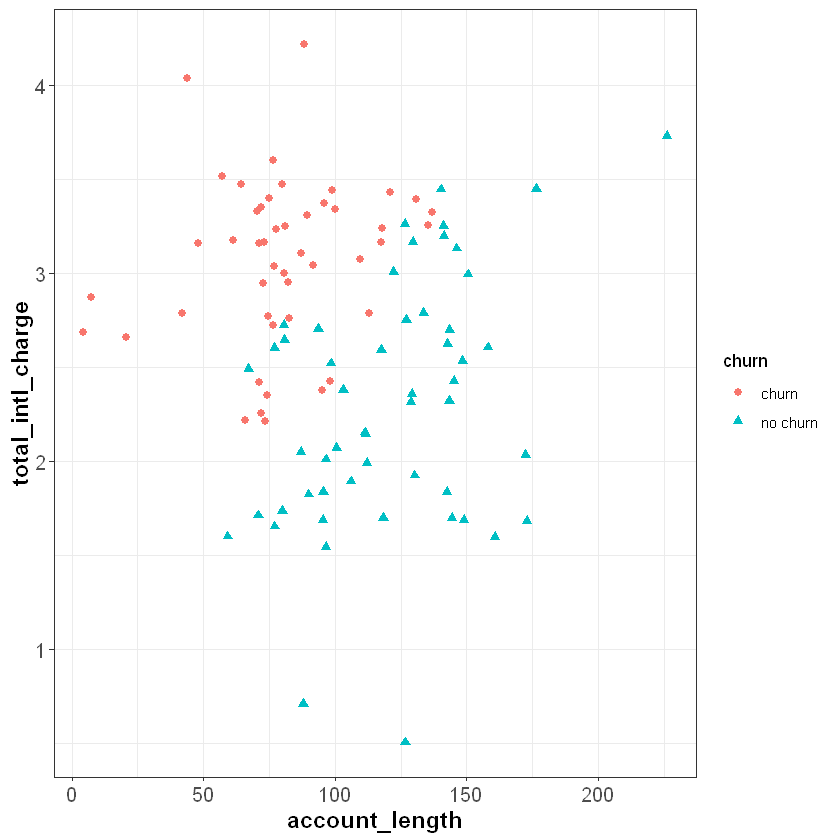 4
3
2
1
total_intl_charge
0 50 100 150 200
account_length
churn
churn
no churn